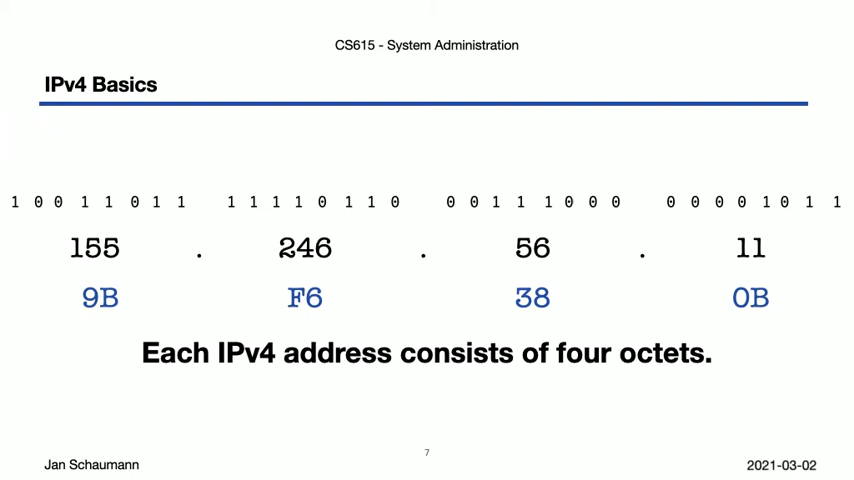 CS615 - System Administration
IPv4 Basics
1 0 0 1 1 0 1 1 1 1 1 1 0 1 1 0 0 0 1 1 1 0 0 0 0 0 0 0 1 0 1 1
155 . 246 . 56 . 11
9B F6 38 0B
Each IPv4 address consists of four octets.
7
Jan Schaumann 2021-03-02